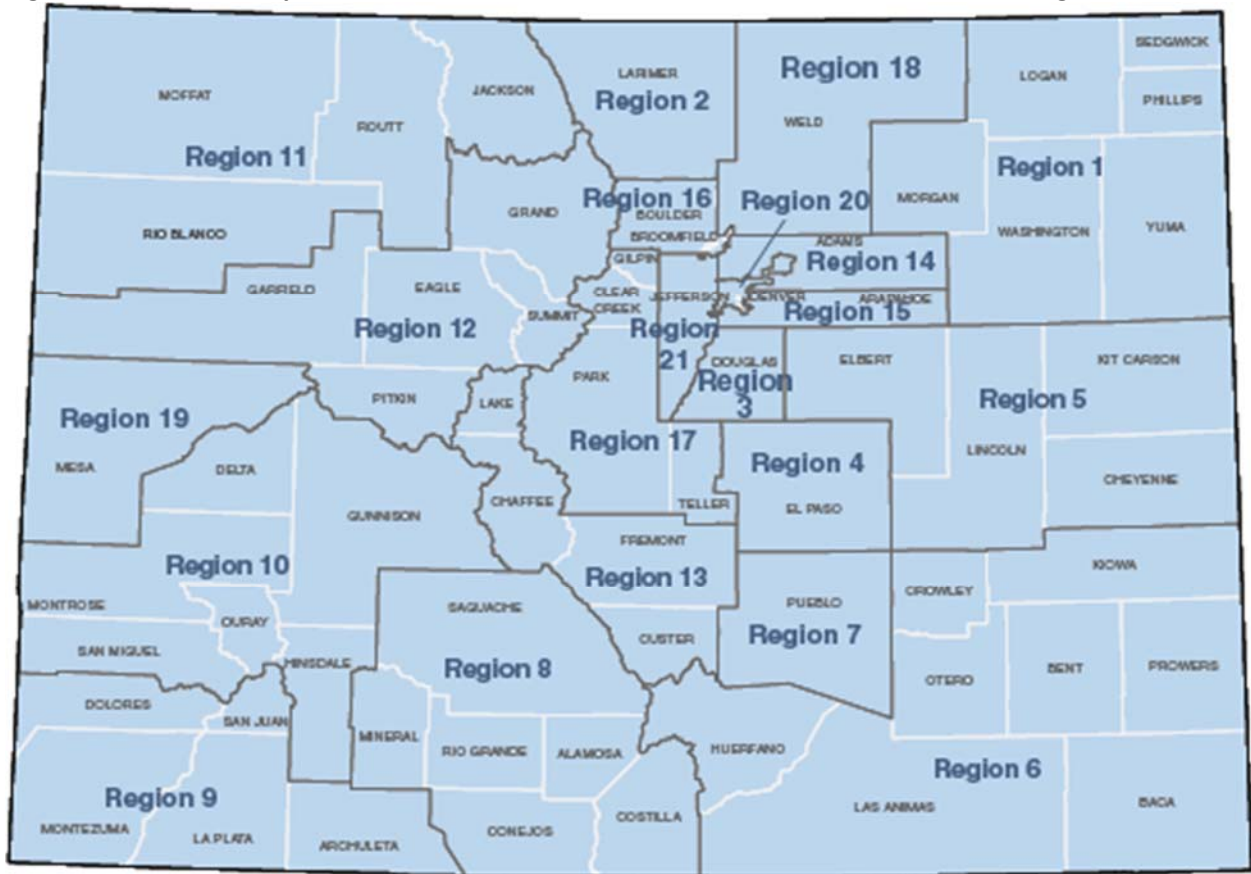 SEDGWICK
LARIMER
Region 18
LOGAN
JACKSON
MOFFAT
Region 2
PHILLIPS
ROUTT
WELD
Region 11
Region 1
Region 16
Region 20
MORGAN
GRAND
BOULDER
RIO BLANCO
BROOMFIELD
ADAMS
WASHINGTON
YUMA
GILPIN
Region 14
GARFIELD
EAGLE
CLEAR
CREEK
JEFFERSON
DENVER
ARAPAHOE
SUMMIT
Region 15
Region 12
Region
21
DOUGLAS
ELBERT
KIT CARSON
PARK
Region
3
PITKIN
LAKE
Region 5
Region 19
Region 17
LINCOLN
MESA
DELTA
Region 4
CHEYENNE
CHAFFEE
TELLER
EL PASO
GUNNISON
FREMONT
Region 10
Region 13
KIOWA
CROWLEY
MONTROSE
SAGUACHE
PUEBLO
OURAY
Region 7
CUSTER
SAN MIGUEL
HINSDALE
Region 8
BENT
PROWERS
OTERO
DOLORES
SAN JUAN
MINERAL
RIO GRANDE
ALAMOSA
HUERFANO
Region 6
Region 9
LAS ANIMAS
BACA
COSTILLA
MONTEZUMA
LA PLATA
CONEJOS
ARCHULETA